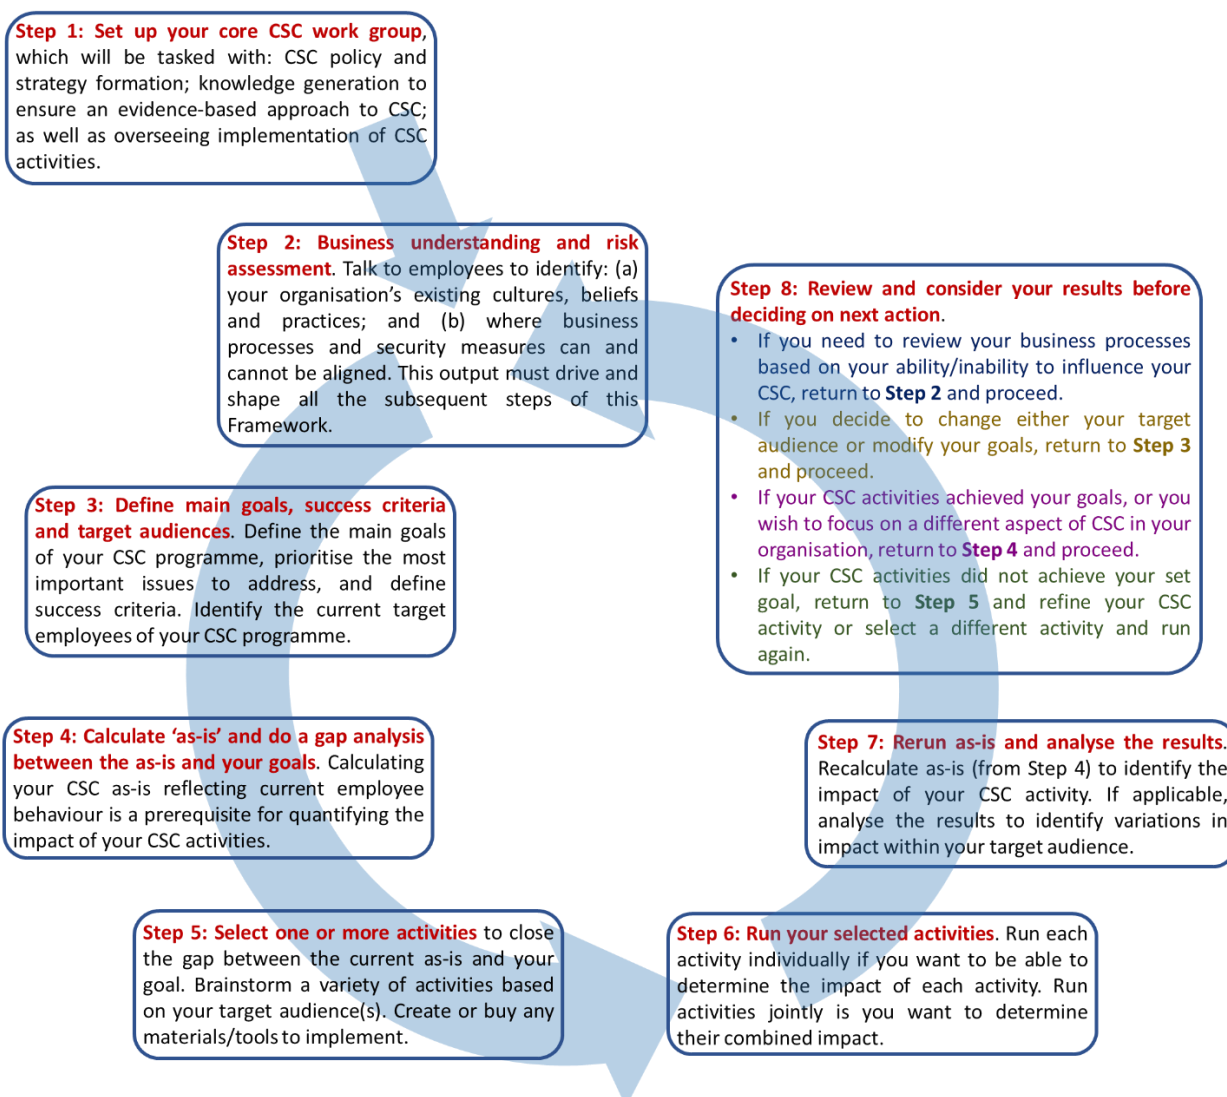 Step 1: Set up your core CSC work group,
which will be tasked with: CSC policy and
strategy formation; knowledge generation to
ensure an evidence-based approach to CSC;
as well as overseeing implementation of CSC
activities.
Step 2: Business understanding and risk
assessment. Talk to employees to identify: (a)
your organisation’s existing cultures, beliefs
and practices; and (b) where business
processes and security measures can and
cannot be aligned. This output must drive and
shape all the subsequent steps of this
Framework.
Step 3: Define main goals, success criteria
and target audiences. Define the main goals
of your CSC programme, prioritise the most
important issues to address, and define
success criteria. Identify the current target
employees of your CSC programme.
Step 4: Calculate ‘as-is’ and do a gap analysis
between the as-is and your goals. Calculating
your CSC as-is reflecting current employee
behaviour is a prerequisite for quantifying the
impact of your CSC activities.
Step 5: Select one or more activities to close
the gap between the current as-is and your
goal. Brainstorm a variety of activities based
on your target audience(s). Create or buy any
materials/tools to implement.
Step 6: Run your selected activities. Run each
activity individually if you want to be able to
determine the impact of each activity. Run
activities jointly is you want to determine
their combined impact.
Step 7: Rerun as-is and analyse the results.
Recalculate as-is (from Step 4) to identify the
impact of your CSC activity. If applicable,
analyse the results to identify variations in
impact within your target audience.
Step 8: Review and consider your results before
deciding on next action.
• If you need to review your business processes
based on your ability/inability to influence your
CSC, return to Step 2 and proceed.
• If you decide to change either your target
audience or modify your goals, return to Step 3
and proceed.
• If your CSC activities achieved your goals, or you
wish to focus on a different aspect of CSC in your
organisation, return to Step 4 and proceed.
• If your CSC activities did not achieve your set
goal, return to Step 5 and refine your CSC
activity or select a different activity and run
again.